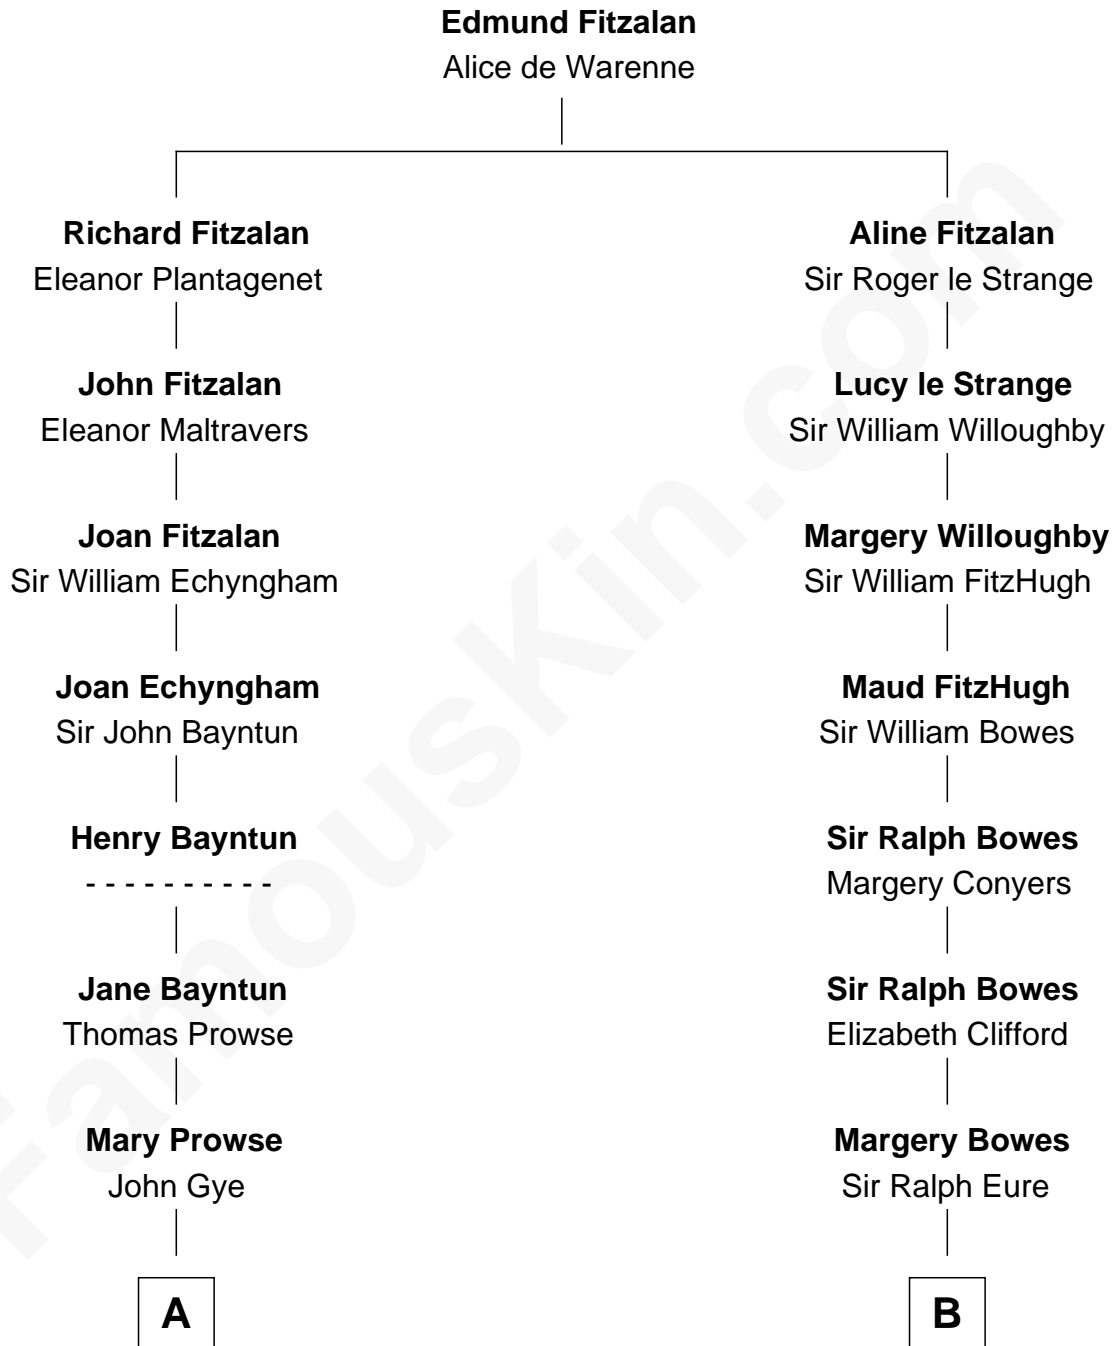 Edmund Fitzalan
Alice de Warenne
Richard Fitzalan
Eleanor Plantagenet
John Fitzalan
Eleanor Maltravers
Joan Fitzalan
Sir William Echyngham
Joan Echyngham
Sir John Bayntun
Henry Bayntun
- - - - - - - - - -
Jane Bayntun
Thomas Prowse
Mary Prowse
John Gye
A
Aline Fitzalan
Sir Roger le Strange
Lucy le Strange
Sir William Willoughby
Margery Willoughby
Sir William FitzHugh
Maud FitzHugh
Sir William Bowes
Sir Ralph Bowes
Margery Conyers
Sir Ralph Bowes
Elizabeth Clifford
Margery Bowes
Sir Ralph Eure
B
FamousKin.com